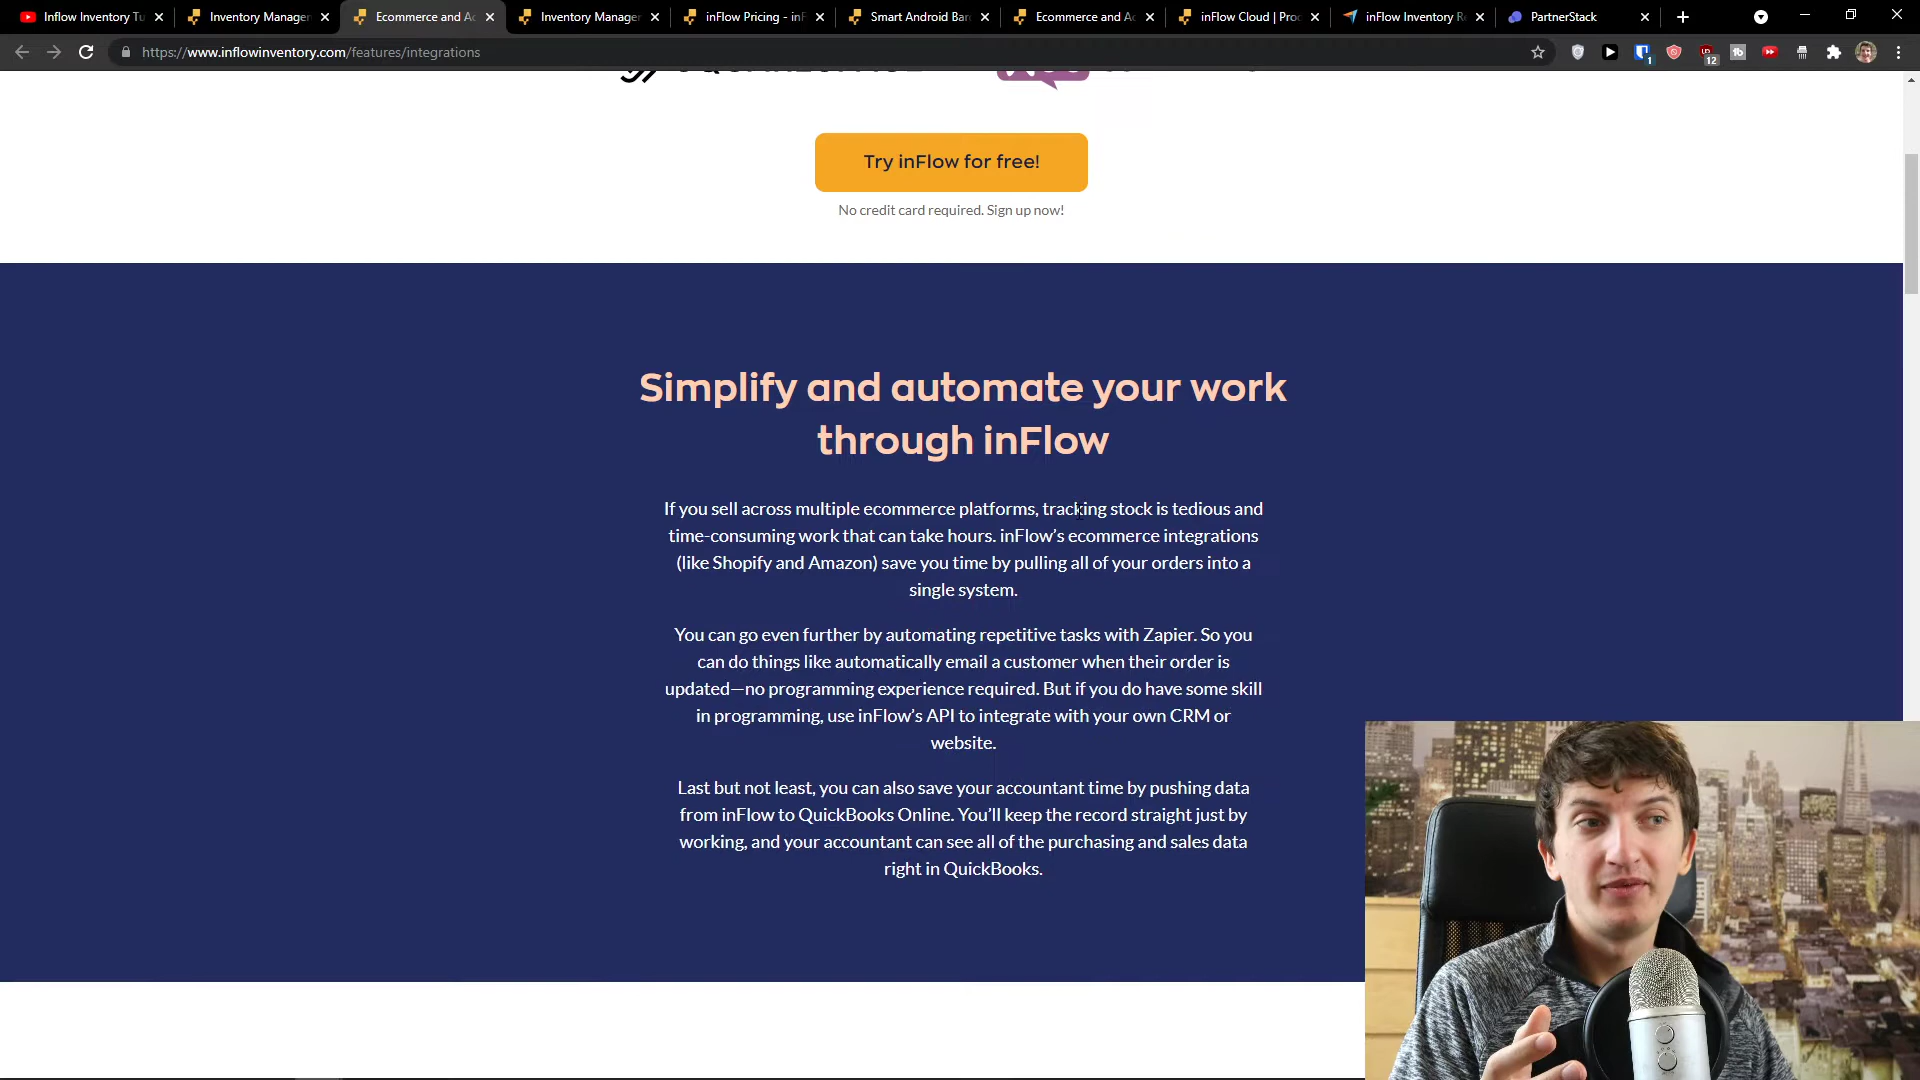 Inflow Inventory Tu
Inventory Managem
Ecommerce and Ac
Inventory Manage
inFlow Pricing - inF
Smart Android Bar
Ecommerce and Ac
inFlow Cloud | Pro
inFlow Inventory R
PartnerStack
https://www.inflowinventory.com/features/integrations
1
12
Try inFlow for free!
No credit card required. Sign up now!
Simplify and automate your work
through inFlow
If you sell across multiple ecommerce platforms, tracking stock is tedious and
time-consuming work that can take hours. inFlow’s ecommerce integrations
(like Shopify and Amazon) save you time by pulling all of your orders into a
single system.
You can go even further by automating repetitive tasks with Zapier. So you
can do things like automatically email a customer when their order is
updated—no programming experience required. But if you do have some skill
in programming, use inFlow’s API to integrate with your own CRM or
website.
Last but not least, you can also save your accountant time by pushing data
from inFlow to QuickBooks Online. You’ll keep the record straight just by
working, and your accountant can see all of the purchasing and sales data
right in QuickBooks.